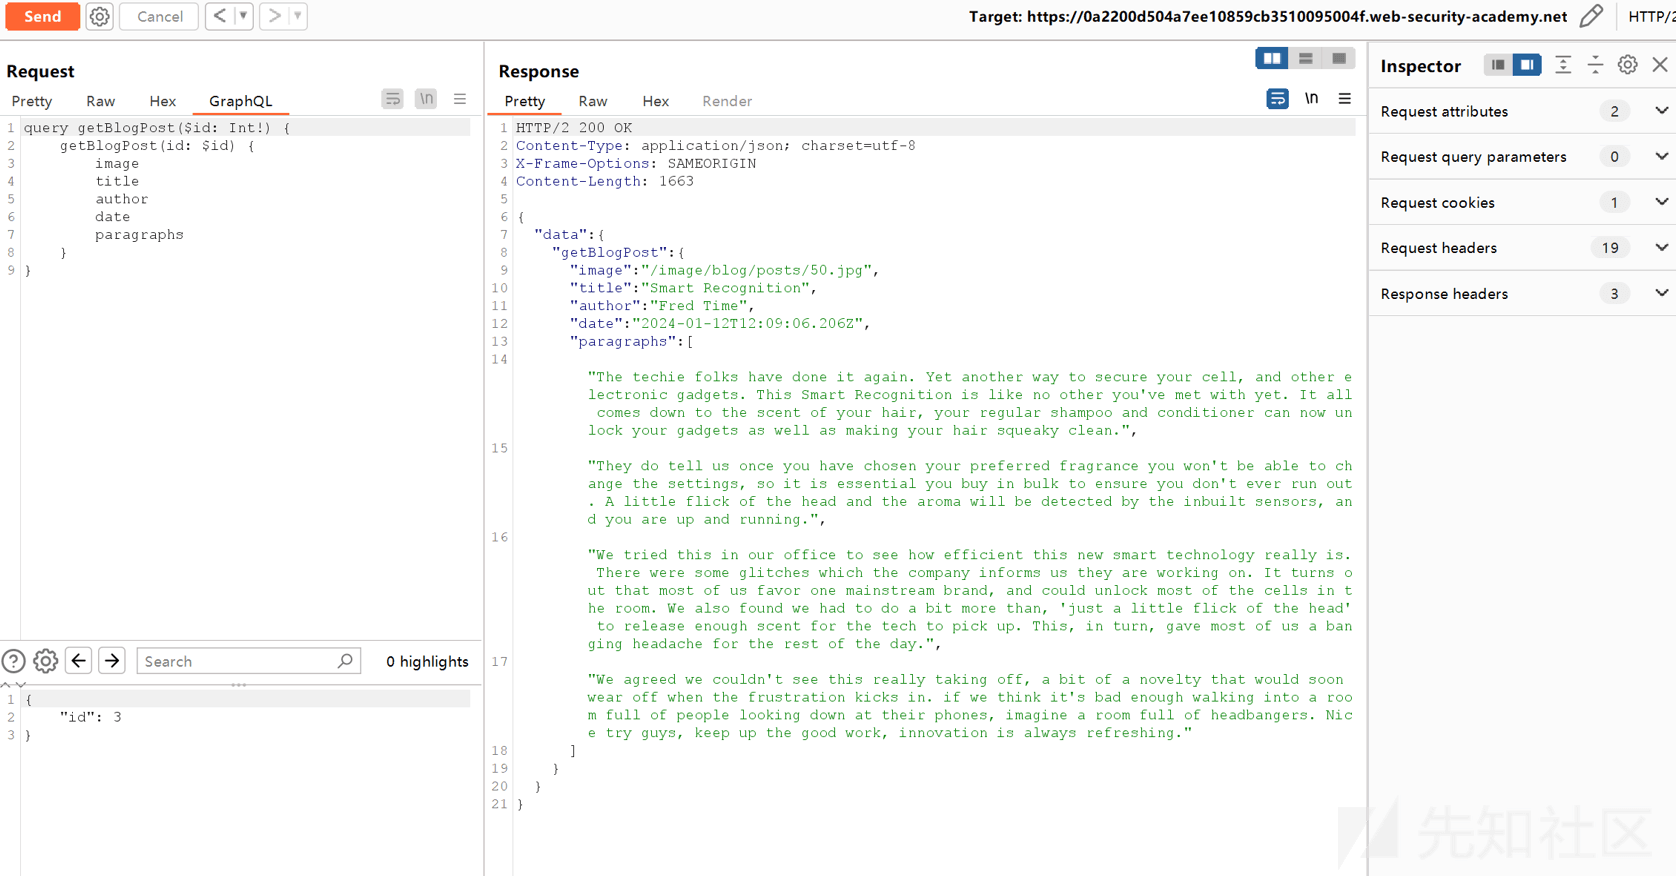 Send
Cancel
Target: https://0a2200d504a7ee10859cb3510095004f.web-security-academy.net
HTTP/2
Request
Pretty
Raw
Hex
GraphQL
\n
1 query getBlogPost($id: Int!) {
2 getBlogPost(id: $id) {
3 image
4 title
5 author
6 date
7 paragraphs
8 }
9 }
Search
0 highlights
1 {
2 "id": 3
3 }
Response
Pretty
Raw
Hex
Render
\n
1 HTTP/2 200 OK
2 Content-Type: application/json; charset=utf-8
3 X-Frame-Options: SAMEORIGIN
4 Content-Length: 1663
5
6 {
7 "data":{
8 "getBlogPost":{
9 "image":"/image/blog/posts/50.jpg",
10 "title":"Smart Recognition",
11 "author":"Fred Time",
12 "date":"2024-01-12T12:09:06.206Z",
13 "paragraphs":[
14
"The techie folks have done it again. Yet another way to secure your cell, and other e
lectronic gadgets. This Smart Recognition is like no other you've met with yet. It all
comes down to the scent of your hair, your regular shampoo and conditioner can now un
lock your gadgets as well as making your hair squeaky clean.",
15
"They do tell us once you have chosen your preferred fragrance you won't be able to ch
ange the settings, so it is essential you buy in bulk to ensure you don't ever run out
. A little flick of the head and the aroma will be detected by the inbuilt sensors, an
d you are up and running.",
16
"We tried this in our office to see how efficient this new smart technology really is.
There were some glitches which the company informs us they are working on. It turns o
ut that most of us favor one mainstream brand, and could unlock most of the cells in t
he room. We also found we had to do a bit more than, 'just a little flick of the head'
to release enough scent for the tech to pick up. This, in turn, gave most of us a ban
ging headache for the rest of the day.",
17
"We agreed we couldn't see this really taking off, a bit of a novelty that would soon
wear off when the frustration kicks in. if we think it's bad enough walking into a roo
m full of people looking down at their phones, imagine a room full of headbangers. Nic
e try guys, keep up the good work, innovation is always refreshing."
18 ]
19 }
20 }
21 }
Inspector
Request attributes 2
Request query parameters 0
Request cookies 1
Request headers 19
Response headers 3
先知社区